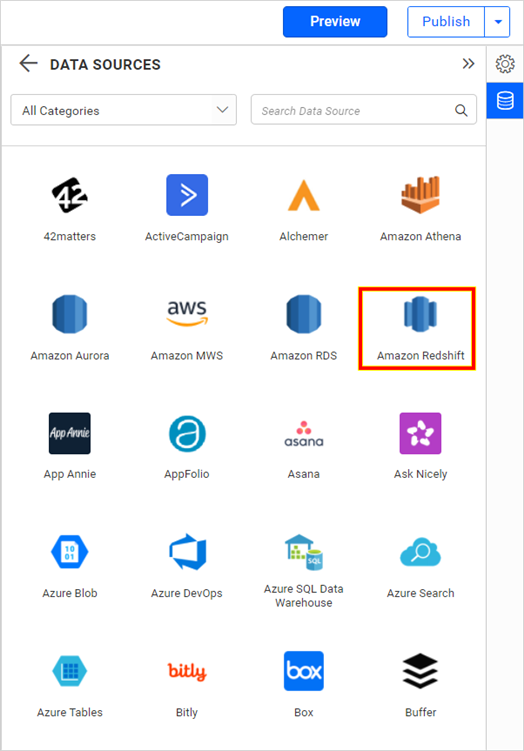 Preview
Publish
DATA SOURCES
All Categories
Search Data Source
42
42matters
ActiveCampaign
Alchemer
Amazon Athena
Amazon Aurora
aws
Amazon MWS
Amazon RDS
Amazon Redshift
App Annie
App Annie
AppFolio
asana
Asana
Ask Nicely
10
01
Azure Blob
Azure DevOps
SQL
Azure SQL Data
Warehouse
Azure Search
Azure Tables
bitly
Bitly
box
Box
Buffer